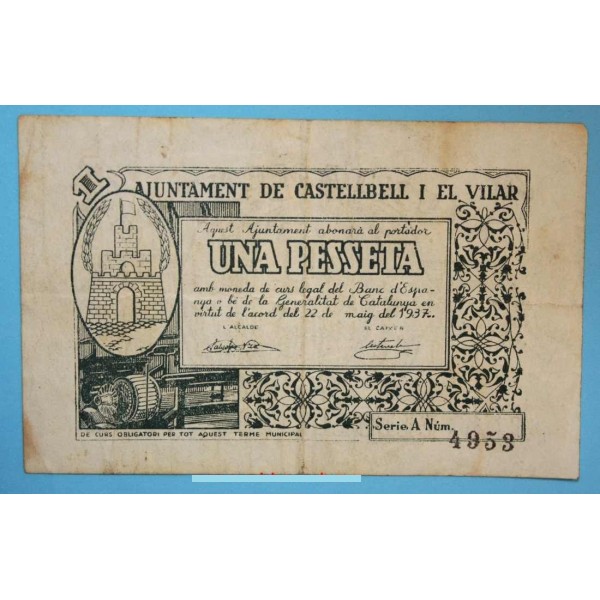 1
AJUNTAMENT DE CASTELLBELL I EL VILAR
Aquest Ajuntament abonarà al portador
UNA PESSETA
amb moneda de curs legal del Banc d'Espa-
nya o bé de la Generalitat de Catalunya en
virtut de l'acord del 22 de maig del 1937.
L'ALCALDE
DE CURS OBLIGATORI PER TOT AQUEST TERME MUNICIPAL
Serie A Núm.
4953